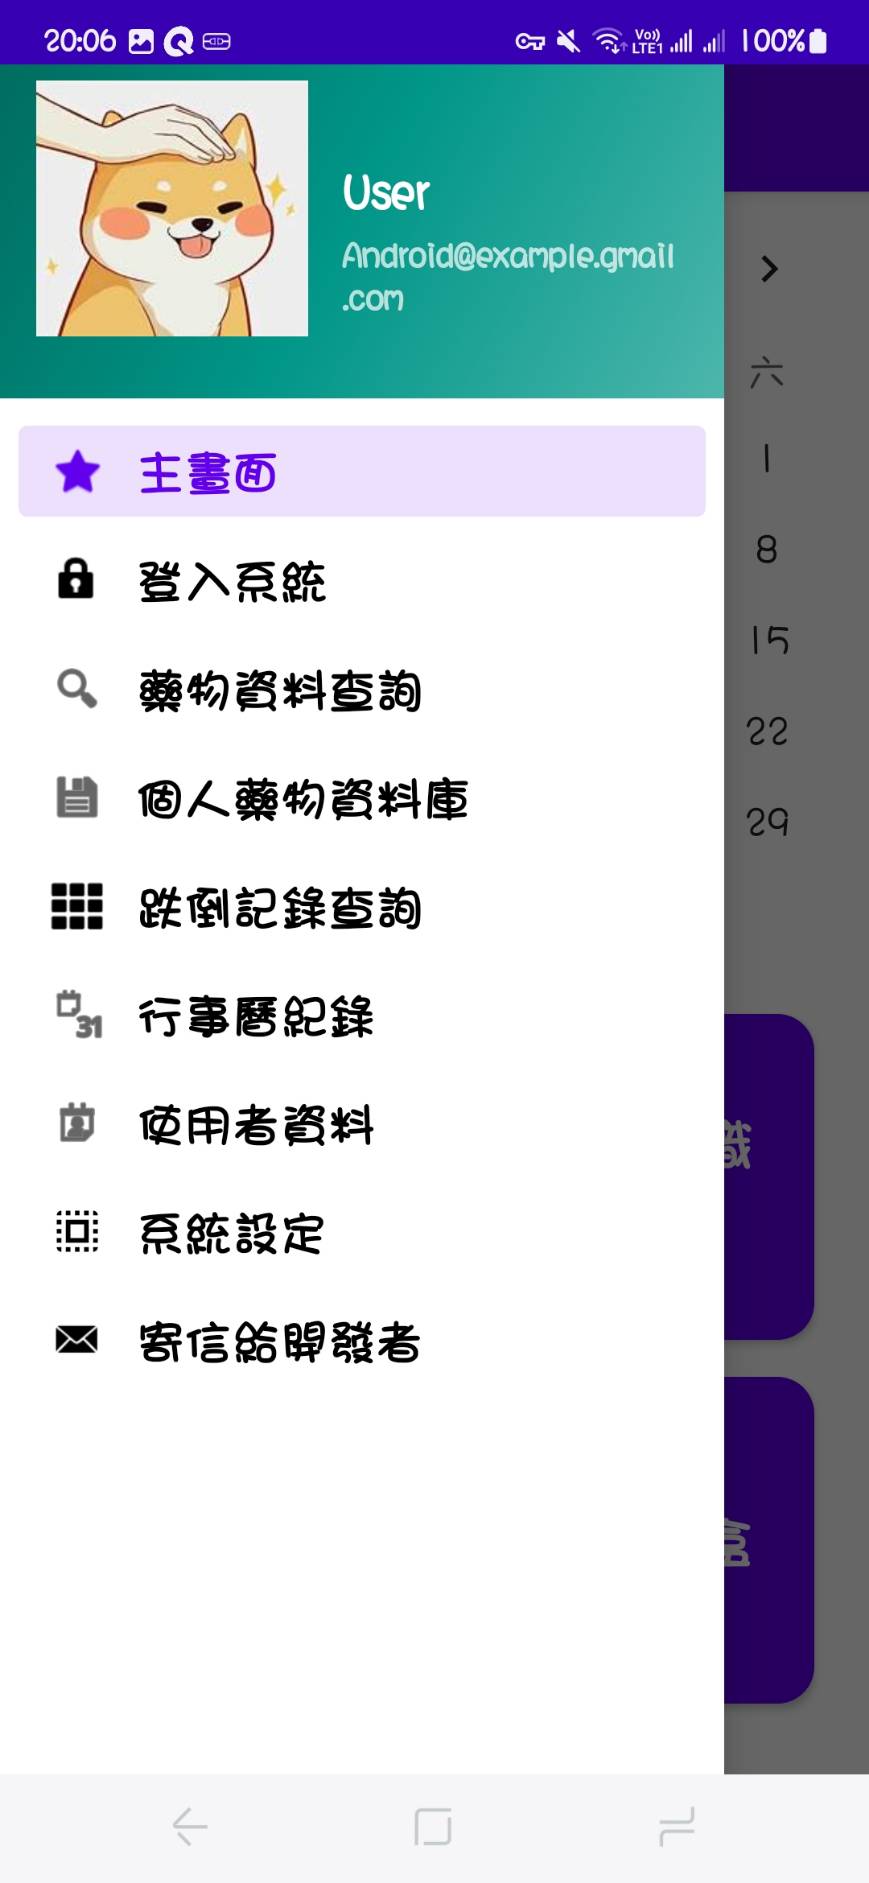 20:06
Vo)) LTE1
100%
User
Android@example.gmail
.com
六
主畫面
1
登入系統
8
藥物資料查詢
15
22
個人藥物資料庫
29
跌倒記錄查詢
31
行事曆紀錄
使用者資料
系統設定
寄信給開發者
盒